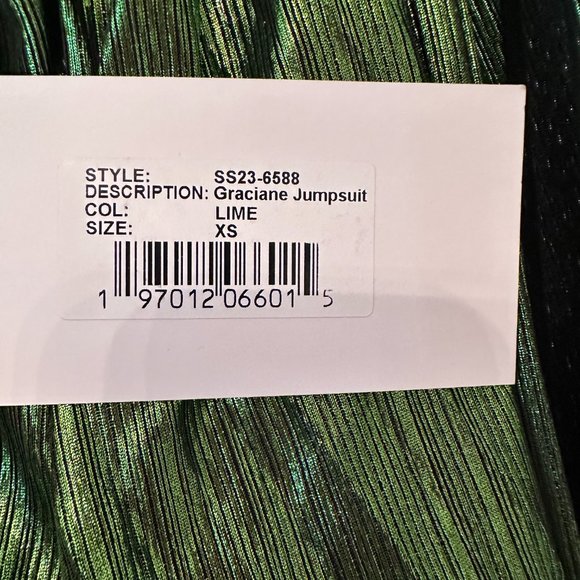 STYLE: SS23-6588
DESCRIPTION: Graciane Jumpsuit
COL: LIME
SIZE: XS
1 97012 06601 5